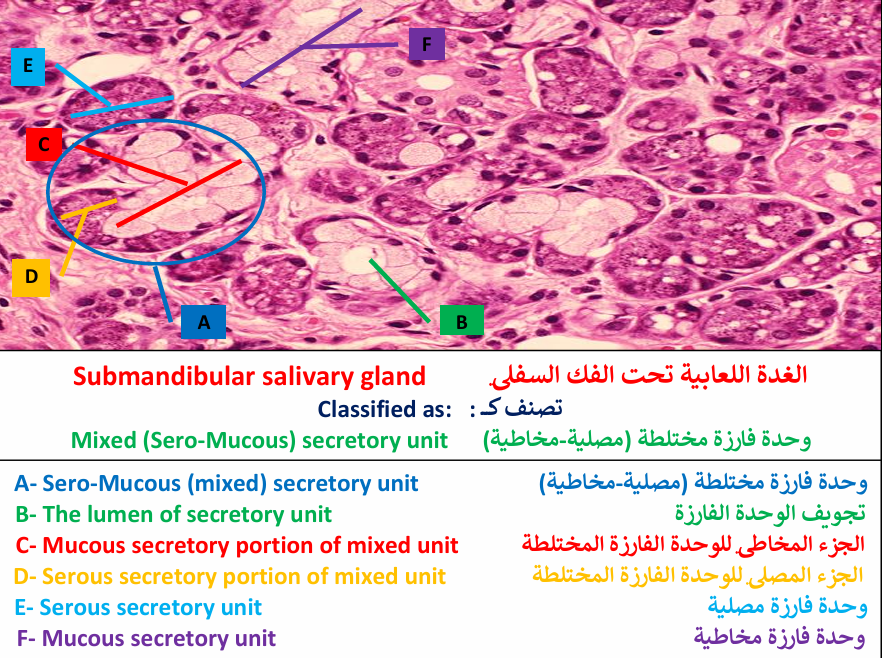 E
F
C
D
A
B
Submandibular salivary gland الغدة اللعابية تحت الفك السفلي.
Classified as: تصنف كـ :
Mixed (Sero-Mucous) secretory unit وحدة فارزة مختلطة (مصلية-مخاطية)
A- Sero-Mucous (mixed) secretory unit وحدة فارزة مختلطة (مصلية-مخاطية)
B- The lumen of secretory unit تجويف الوحدة الفارزة
C- Mucous secretory portion of mixed unit الجزء المخاطي للوحدة الفارزة المختلطة
D- Serous secretory portion of mixed unit الجزء المصلي للوحدة الفارزة المختلطة
E- Serous secretory unit وحدة فارزة مصلية
F- Mucous secretory unit وحدة فارزة مخاطية